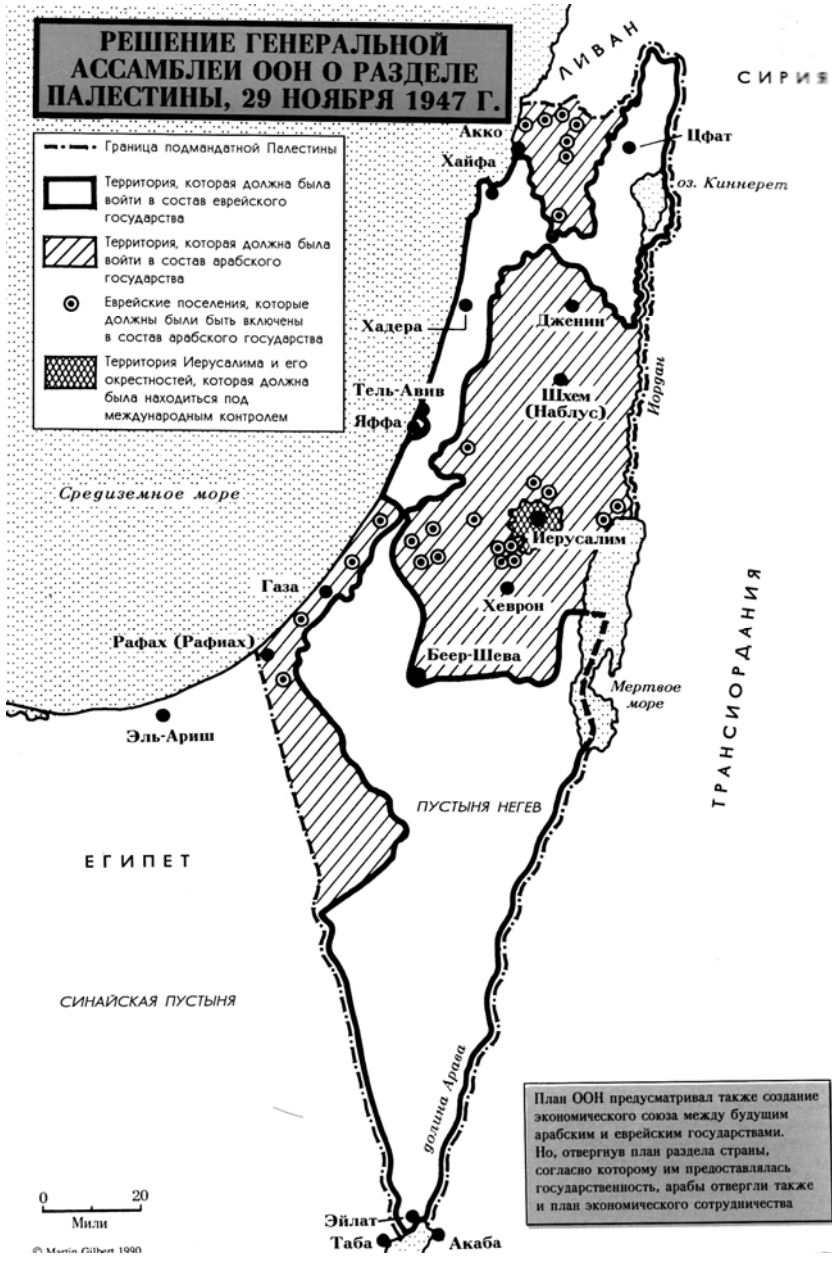 РЕШЕНИЕ ГЕНЕРАЛЬНОЙ
АССАМБЛЕИ ООН О РАЗДЕЛЕ
ПАЛЕСТИНЫ, 29 НОЯБРЯ 1947 Г.
Граница подмандатной Палестины
Территория, которая должна была
войти в состав еврейского
государства
Территория, которая должна была
войти в состав арабского
государства
Еврейские поселения, которые
должны были быть включены
в состав арабского государства
Территория Иерусалима и его
окрестностей, которая должна
была находиться под
международным контролем
ЛИВАН
СИРИЯ
Акко
Цфат
Хайфа
оз. Киннерет
Хадера
Дженин
Иордан
Тель-Авив
Шхем
(Наблус)
Яффа
Средиземное море
Иерусалим
Газа
Хеврон
Рафах (Рафиах)
Беер-Шева
Мертвое
море
ТРАНСИОРДАНИЯ
Эль-Ариш
ПУСТЫНЯ НЕГЕВ
ЕГИПЕТ
СИНАЙСКАЯ ПУСТЫНЯ
долина Арава
План ООН предусматривал также создание
экономического союза между будущим
арабским и еврейским государствами.
Но, отвергнув план раздела страны,
согласно которому им предоставлялась
государственность, арабы отвергли также
и план экономического сотрудничества
0 20
Мили
Эйлат
Таба
Акаба
© Martin Gilbert 1990